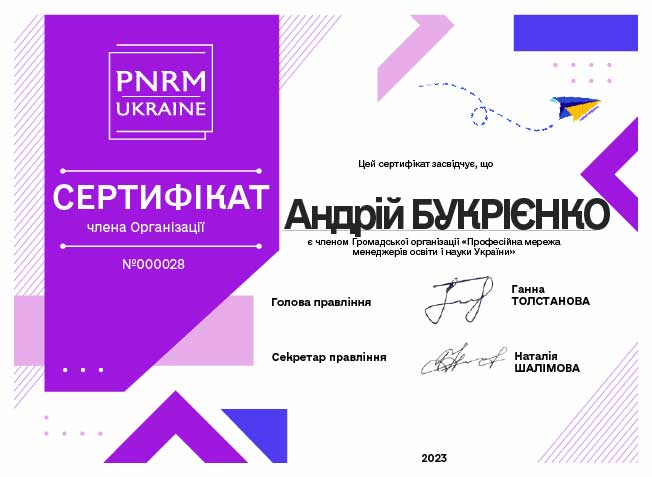 PNRM
UKRAINE
СЕРТИФІКАТ
члена Організації
№000028
Цей сертифікат засвідчує, що
Андрій БУКРІЄНКО
є членом Громадської організації «Професійна мережа
менеджерів освіти і науки України»
Голова правління
Ганна
ТОЛСТАНОВА
Секретар правління
Наталія
ШАЛІМОВА
2023